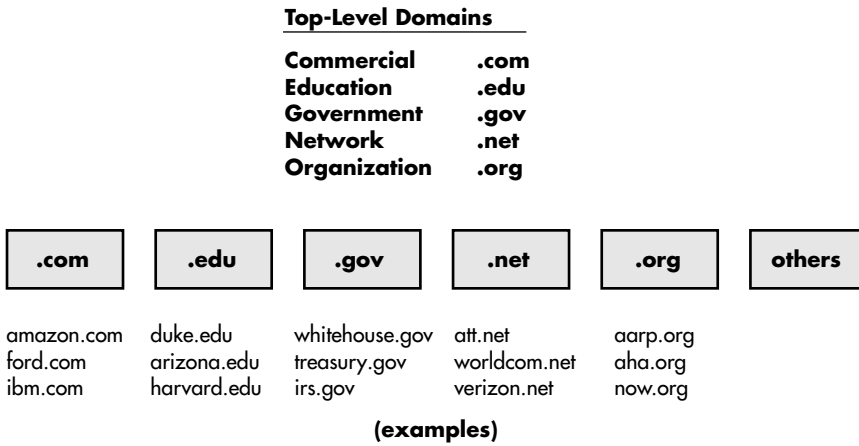 Top-Level Domains
Commercial .com
Education .edu
Government .gov
Network .net
Organization .org
.com .edu .gov .net .org others
amazon.com duke.edu whitehouse.gov att.net aarp.org
ford.com arizona.edu treasury.gov worldcom.net aha.org
ibm.com harvard.edu irs.gov verizon.net now.org
(examples)